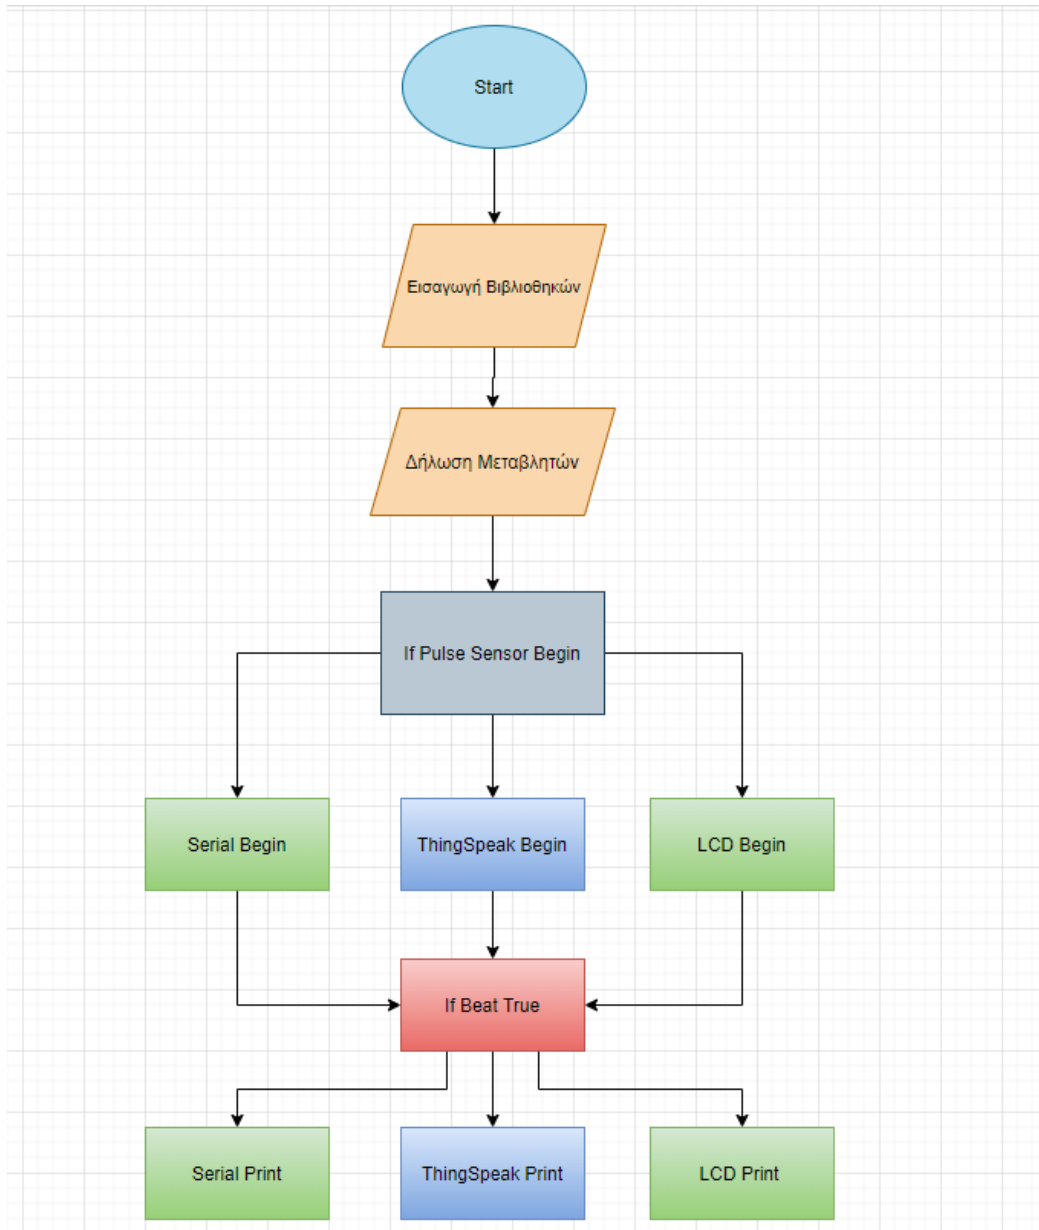 Start
Εισαγωγή Βιβλιοθηκών
Δήλωση Μεταβλητών
If Pulse Sensor Begin
Serial Begin
ThingSpeak Begin
LCD Begin
If Beat True
Serial Print
ThingSpeak Print
LCD Print